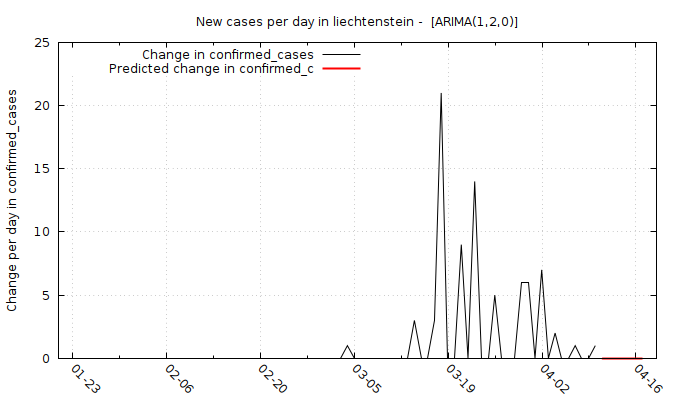 New cases per day in liechtenstein - [ARIMA(1,2,0)]
Change in confirmed_cases
Predicted change in confirmed_c
Change per day in confirmed_cases
25
20
15
10
5
0
01-23 02-06 02-20 03-05 03-19 04-02 04-16